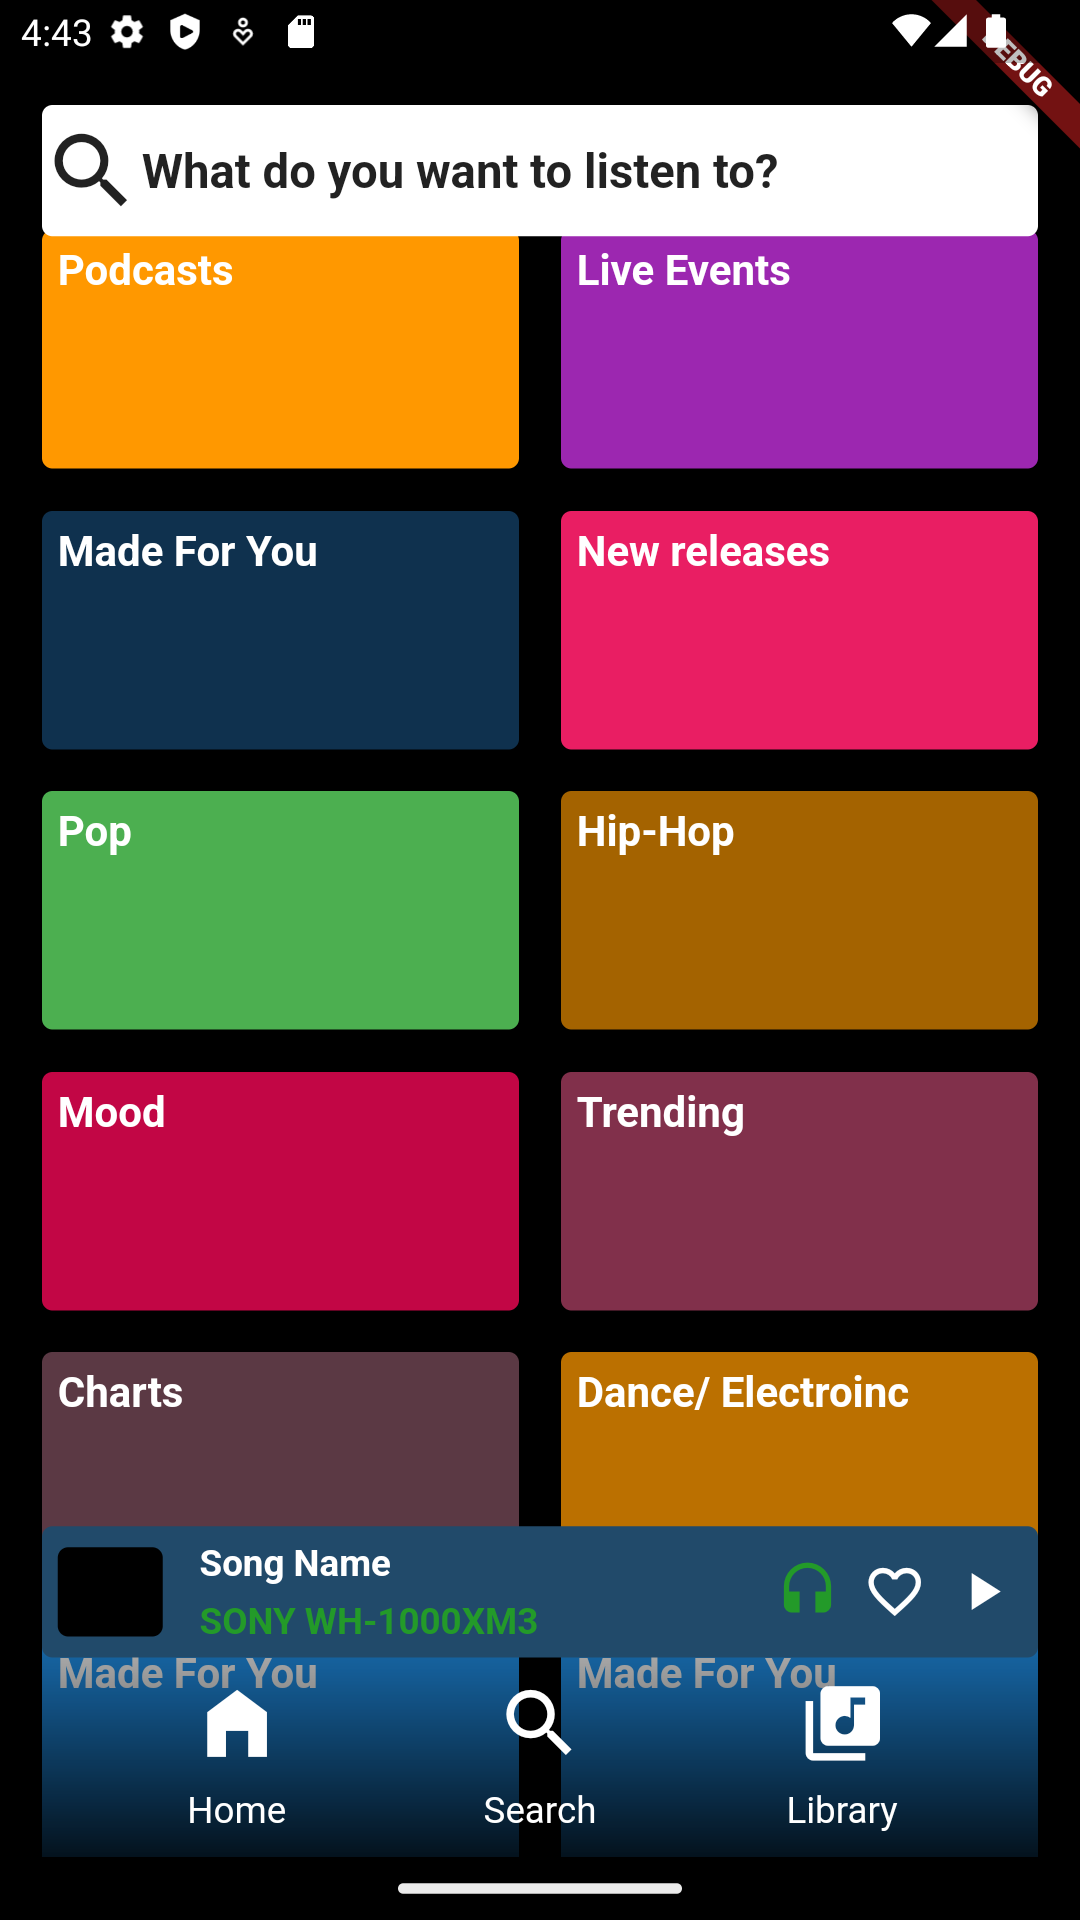 4:43
DEBUG
What do you want to listen to?
Podcasts
Live Events
Made For You
New releases
Pop
Hip-Hop
Mood
Trending
Charts
Dance/ Electroinc
Song Name
SONY WH-1000XM3
Made For You
Made For You
Home
Search
Library